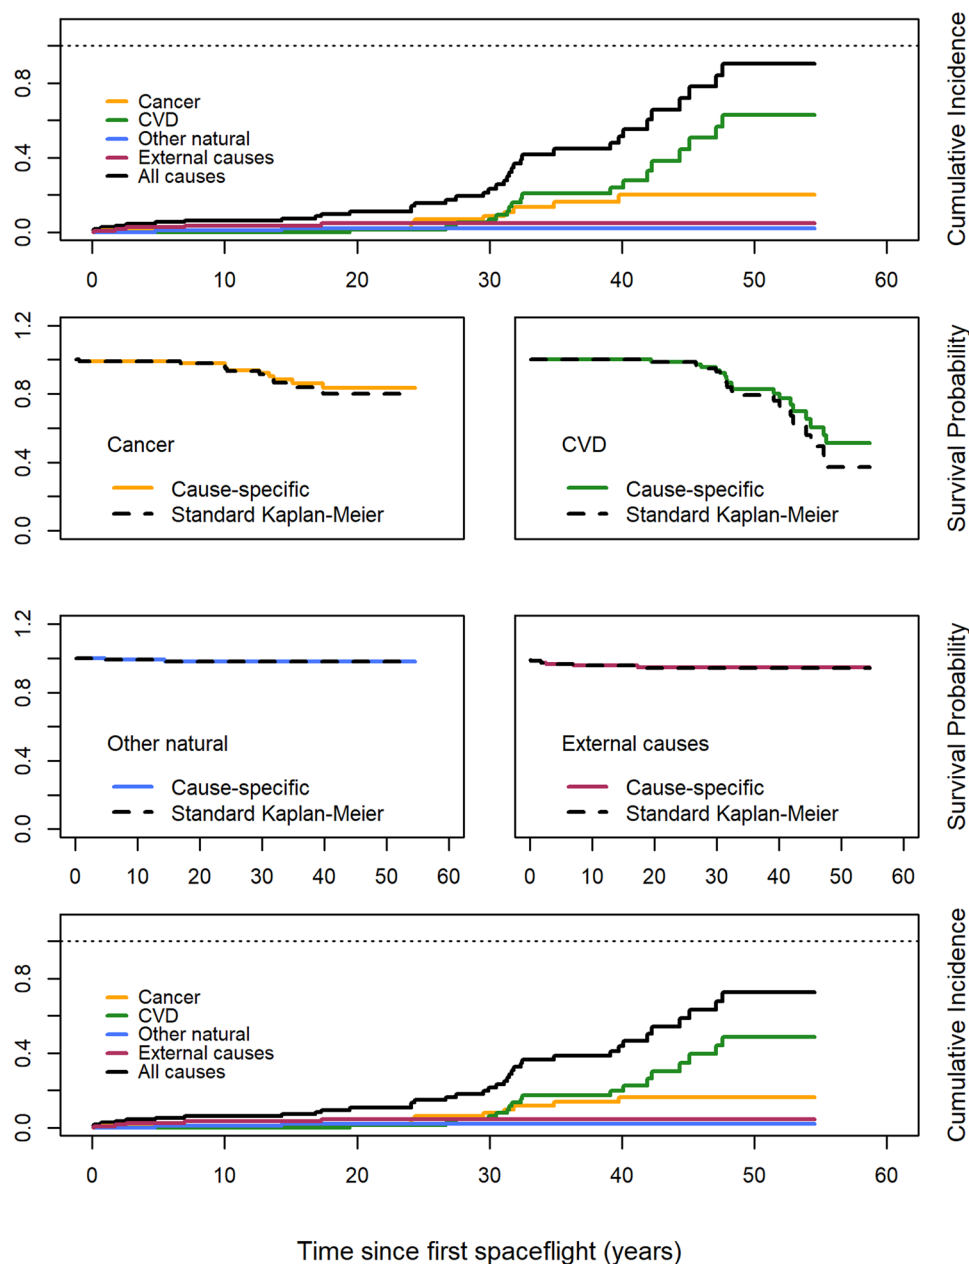 Cumulative Incidence
0.0 0.4 0.8
Cancer
CVD
Other natural
External causes
All causes
0 10 20 30 40 50 60
Survival Probability
0.0 0.4 0.8 1.2
Cancer
Cause-specific
Standard Kaplan-Meier
CVD
Cause-specific
Standard Kaplan-Meier
Survival Probability
0.0 0.4 0.8 1.2
Other natural
Cause-specific
Standard Kaplan-Meier
0 10 20 30 40 50 60
External causes
Cause-specific
Standard Kaplan-Meier
0 10 20 30 40 50 60
Cumulative Incidence
0.0 0.4 0.8
Cancer
CVD
Other natural
External causes
All causes
0 10 20 30 40 50 60
Time since first spaceflight (years)